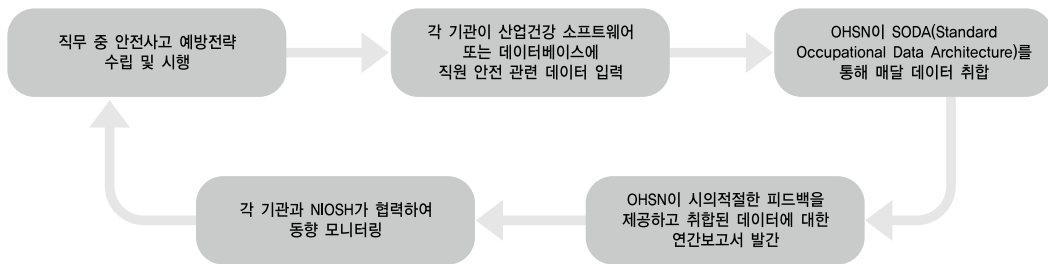 직무 중 안전사고 예방전략
수립 및 시행
각 기관이 산업건강 소프트웨어
또는 데이터베이스에
직원 안전 관련 데이터 입력
OHSN이 SODA(Standard
Occupational Data Architecture)를
통해 매달 데이터 취합
OHSN이 시의적절한 피드백을
제공하고 취합된 데이터에 대한
연간보고서 발간
각 기관과 NIOSH가 협력하여
동향 모니터링